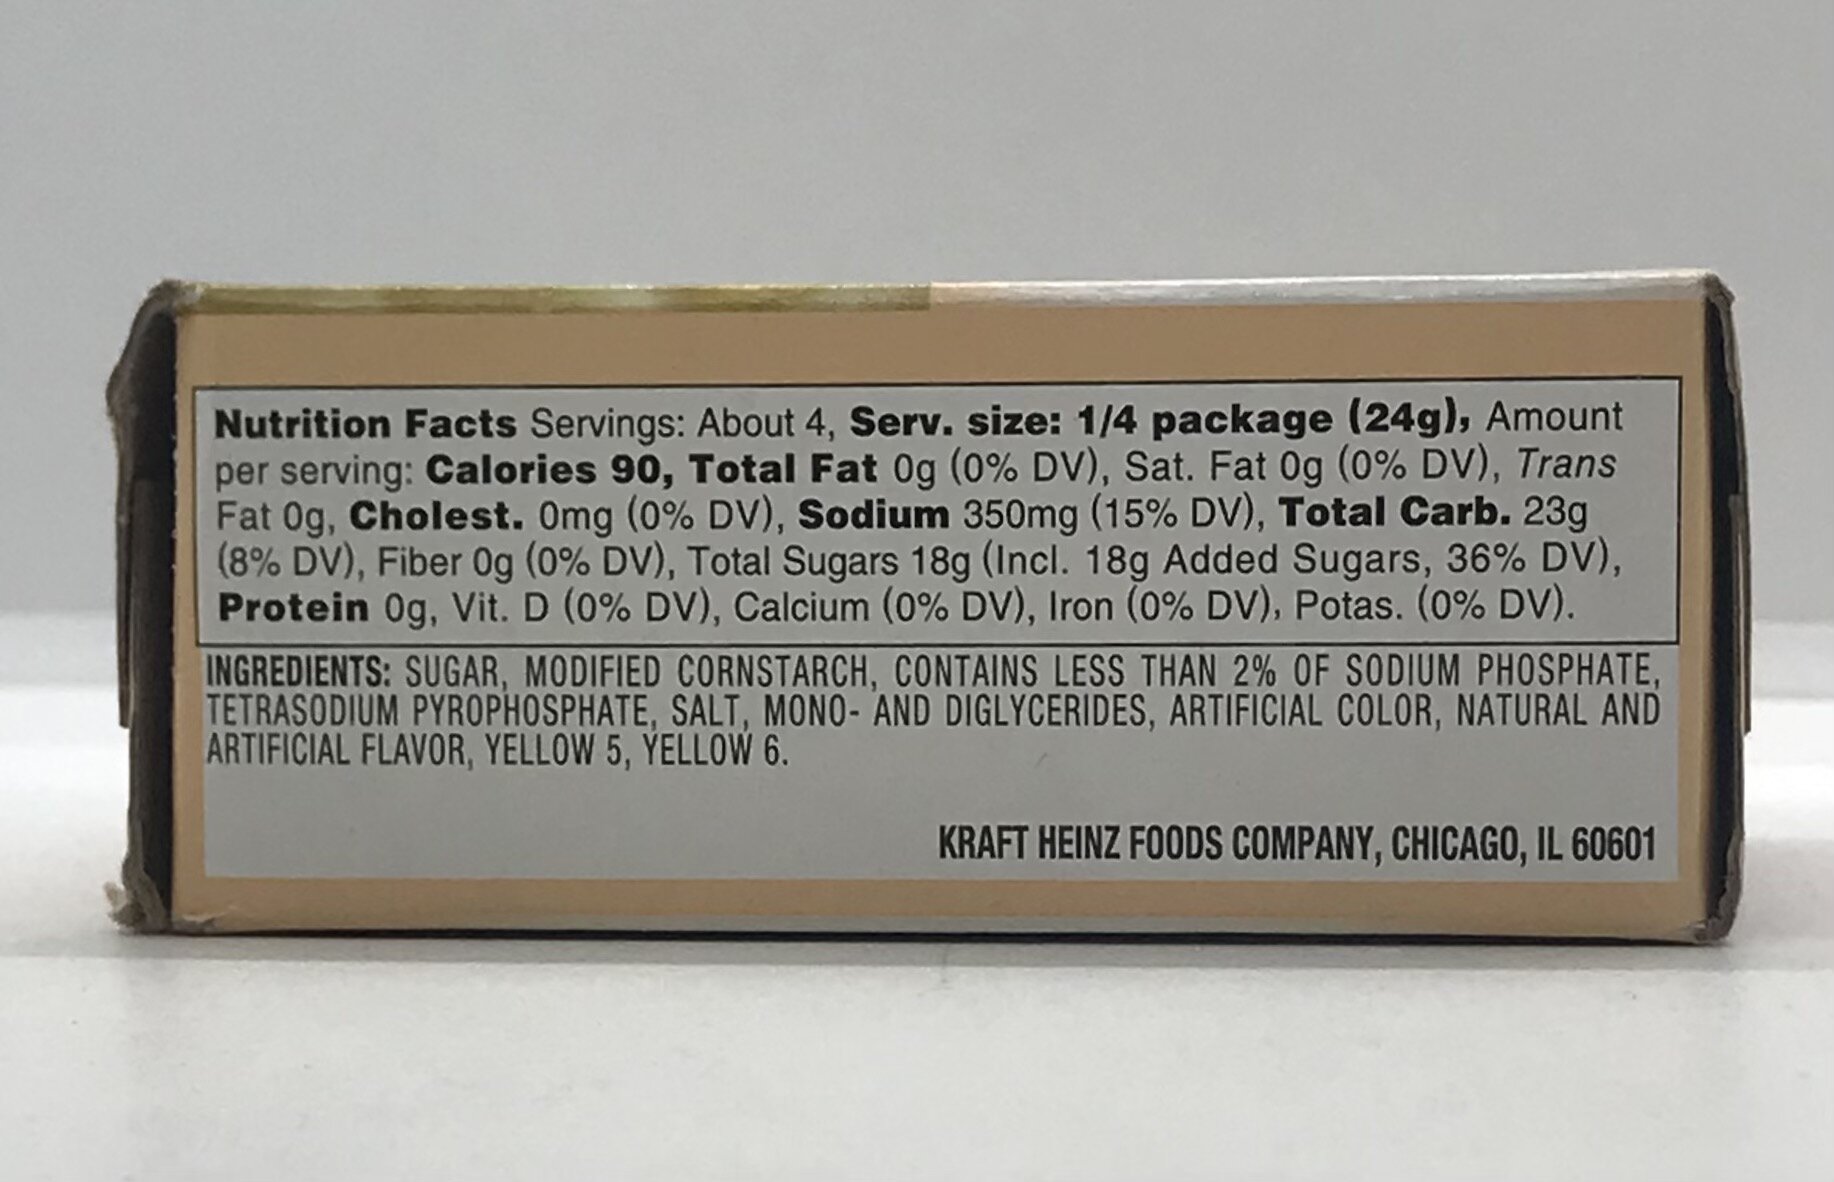 Nutrition Facts Servings: About 4, Serv. size: 1/4 package (24g), Amount
per serving: Calories 90, Total Fat 0g (0% DV), Sat. Fat 0g (0% DV), Trans
Fat 0g, Cholest. 0mg (0% DV), Sodium 350mg (15% DV), Total Carb. 23g
(8% DV), Fiber 0g (0% DV), Total Sugars 18g (Incl. 18g Added Sugars, 36% DV),
Protein 0g, Vit. D (0% DV), Calcium (0% DV), Iron (0% DV), Potas. (0% DV).
INGREDIENTS: SUGAR, MODIFIED CORNSTARCH, CONTAINS LESS THAN 2% OF SODIUM PHOSPHATE,
TETRASODIUM PYROPHOSPHATE, SALT, MONO- AND DIGLYCERIDES, ARTIFICIAL COLOR, NATURAL AND
ARTIFICIAL FLAVOR, YELLOW 5, YELLOW 6.
KRAFT HEINZ FOODS COMPANY, CHICAGO, IL 60601